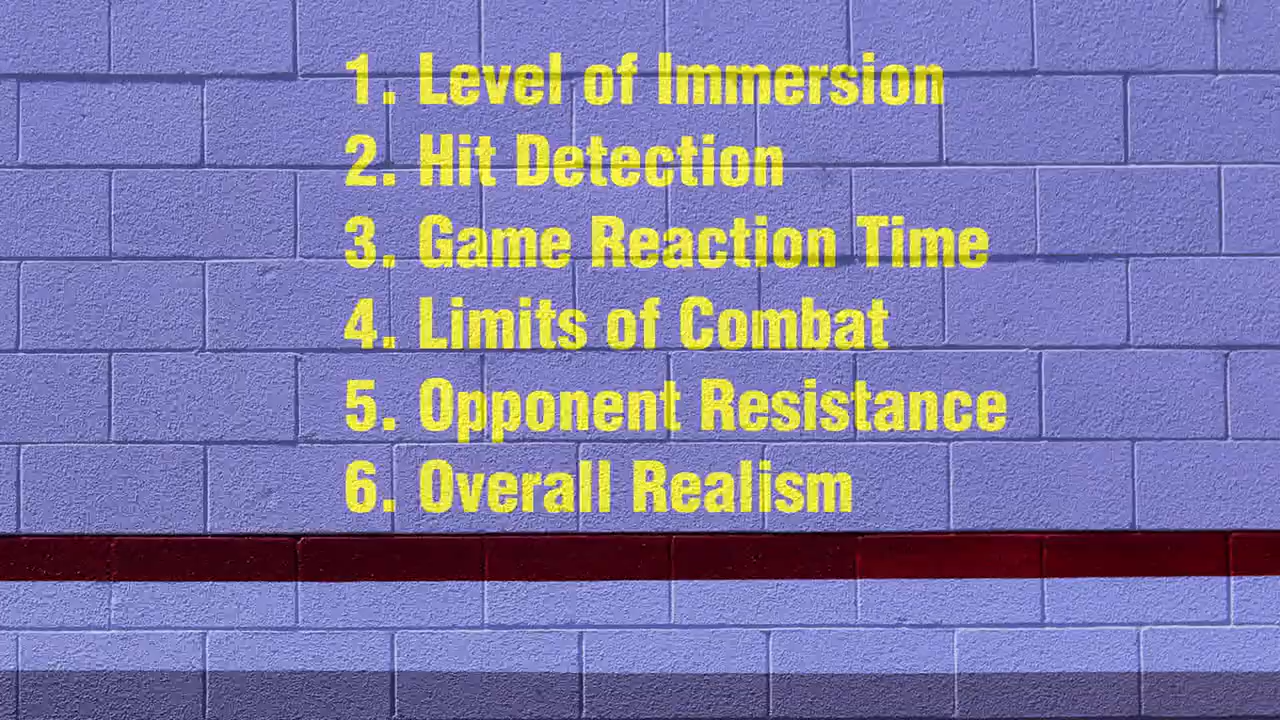 1. Level of Immersion
2. Hit Detection
3. Game Reaction Time
4. Limits of Combat
5. Opponent Resistance
6. Overall Realism